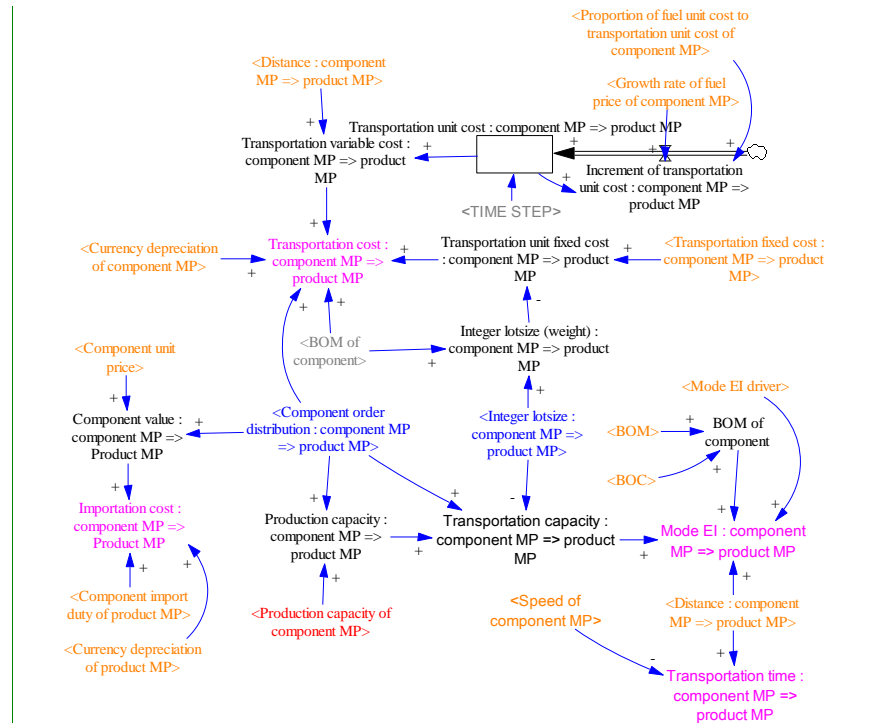 <Proportion of fuel unit cost to
transportation unit cost of
component MP>
<Distance : component
MP => product MP>
<Growth rate of fuel
price of component MP>
+
Transportation unit cost : component MP => product MP
+
+
+
Transportation variable cost :
component MP => product
MP
+
Increment of transportation
unit cost : component MP =>
product MP
+
<TIME STEP>
+
<Currency depreciation
of component MP>
+
Transportation cost :
component MP =>
product MP
+
Transportation unit fixed cost
: component MP => product
MP
+
<Transportation fixed cost :
component MP => product
MP>
+
+
-
<BOM of
component>
+
Integer lotsize (weight) :
component MP => product
MP
+
<Component unit
price>
+
<Mode EI driver>
Component value :
component MP =>
Product MP
+
<Component order
distribution : component MP
=> product MP>
<Integer lotsize :
component MP =>
product MP>
<BOM>
+
BOM of
component
<BOC>
+
+
+
+
-
+
+
Importation cost :
component MP =>
Product MP
Production capacity :
component MP =>
product MP
+
Transportation capacity :
component MP => product
MP
+
Mode EI : component
MP => product MP
+
+
+
+
<Component import
duty of product MP>
<Production capacity of
component MP>
<Speed of
component MP>
<Distance : component
MP => product MP>
<Currency depreciation
of product MP>
-
+
Transportation time :
component MP =>
product MP